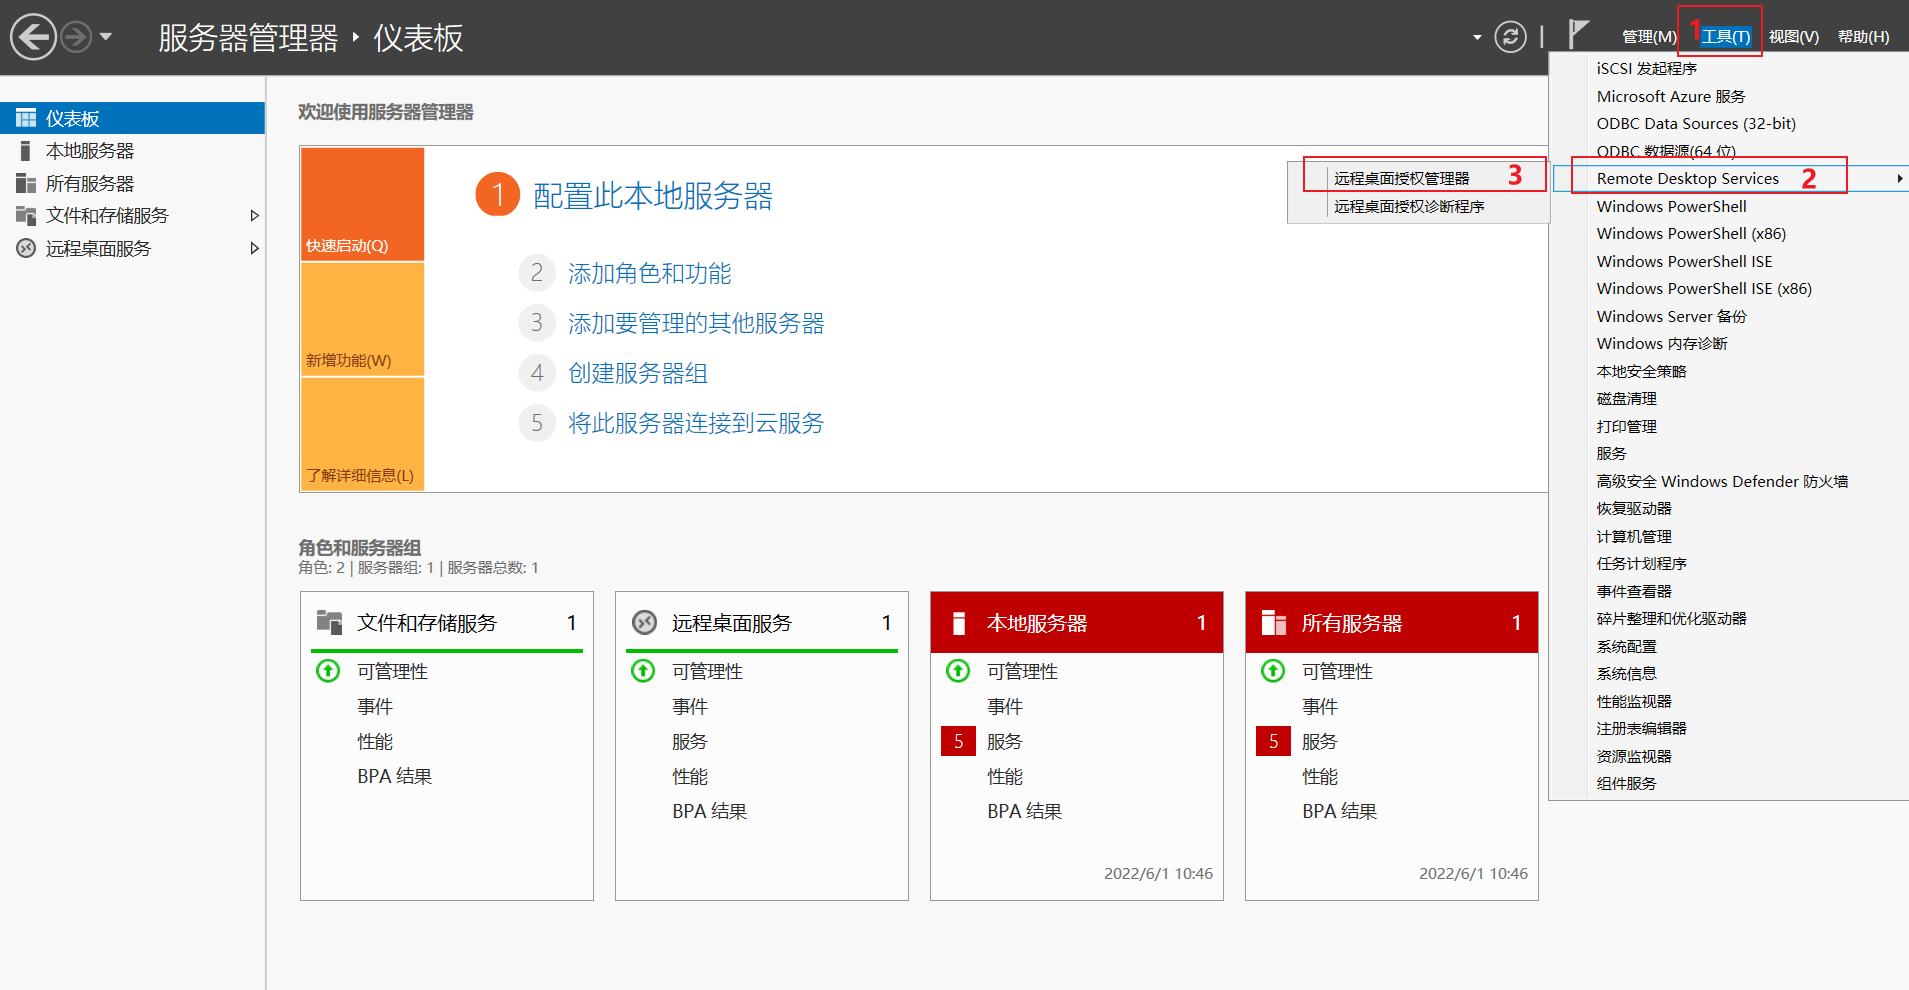 服务器管理器 ‣ 仪表板
管理(M)
1
工具(T)
视图(V)
帮助(H)
仪表板
本地服务器
所有服务器
文件和存储服务
远程桌面服务
欢迎使用服务器管理器
快速启动(Q)
新增功能(W)
了解详细信息(L)
1 配置此本地服务器
2 添加角色和功能
3 添加要管理的其他服务器
4 创建服务器组
5 将此服务器连接到云服务
远程桌面授权管理器 3
远程桌面授权诊断程序
iSCSI 发起程序
Microsoft Azure 服务
ODBC Data Sources (32-bit)
ODBC 数据源(64 位)
Remote Desktop Services 2
Windows PowerShell
Windows PowerShell (x86)
Windows PowerShell ISE
Windows PowerShell ISE (x86)
Windows Server 备份
Windows 内存诊断
本地安全策略
磁盘清理
打印管理
服务
高级安全 Windows Defender 防火墙
恢复驱动器
计算机管理
任务计划程序
事件查看器
碎片整理和优化驱动器
系统配置
系统信息
性能监视器
注册表编辑器
资源监视器
组件服务
角色和服务器组
角色: 2 | 服务器组: 1 | 服务器总数: 1
文件和存储服务 1
可管理性
事件
性能
BPA 结果
远程桌面服务 1
可管理性
事件
服务
性能
BPA 结果
本地服务器 1
可管理性
事件
5 服务
性能
BPA 结果
2022/6/1 10:46
所有服务器 1
可管理性
事件
5 服务
性能
BPA 结果
2022/6/1 10:46